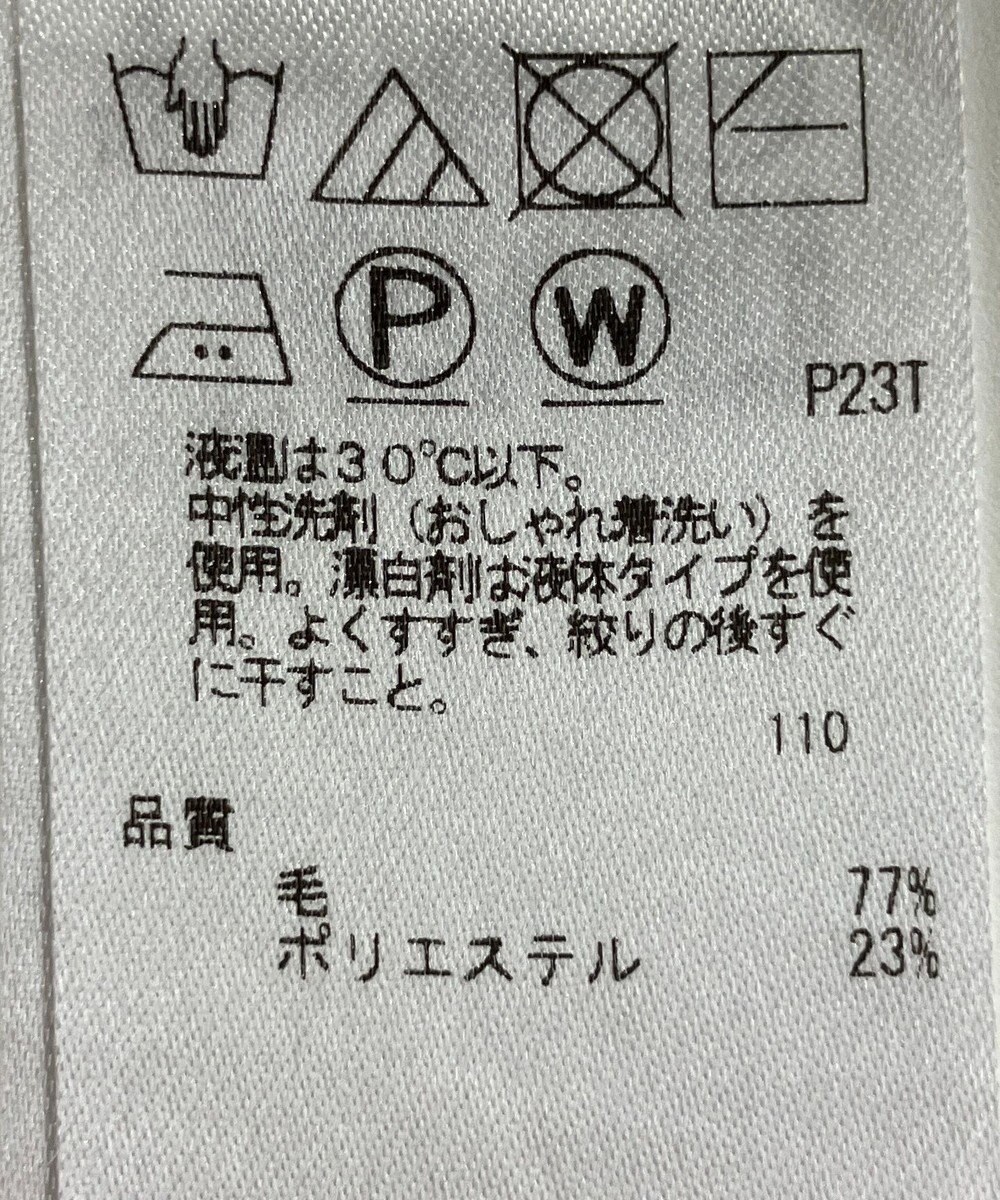 P
W
P23T
液温は30℃以下。
中性洗剤（おしゃれ着洗い）を
使用。漂白剤は液体タイプを使
用。よくすすぎ、絞りの後すぐ
に干すこと。
110
品質
毛 77%
ポリエステル 23%